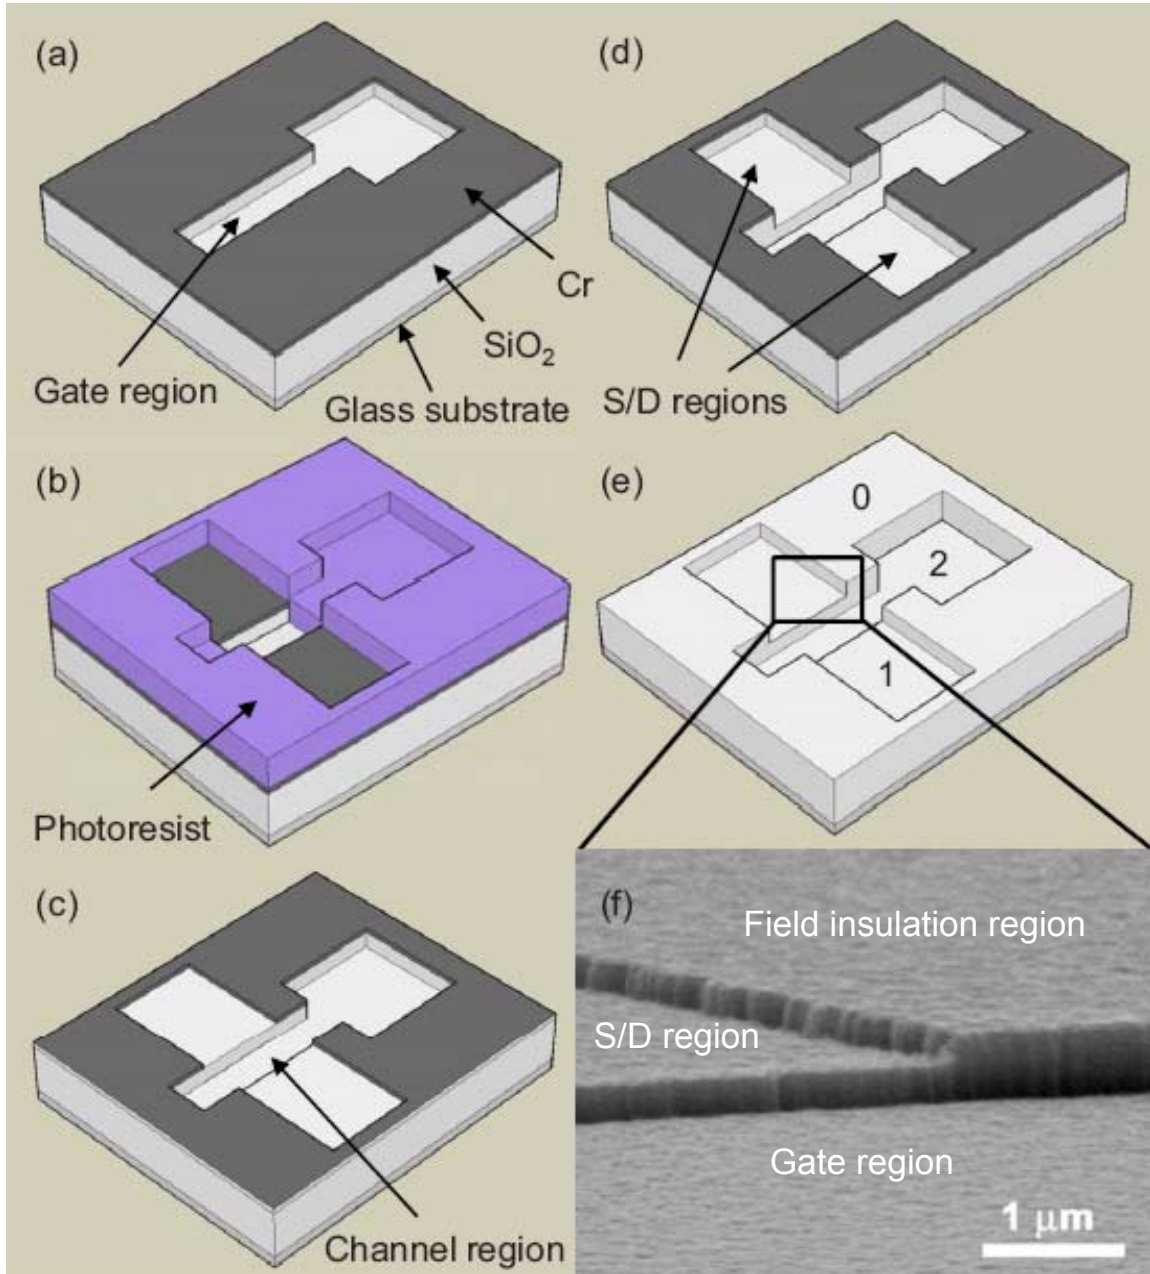 (a)
Cr
SiO₂
Gate region
Glass substrate
(b)
Photoresist
(c)
Channel region
(d)
S/D regions
(e)
0
2
1
(f)
Field insulation region
S/D region
Gate region
1 μm